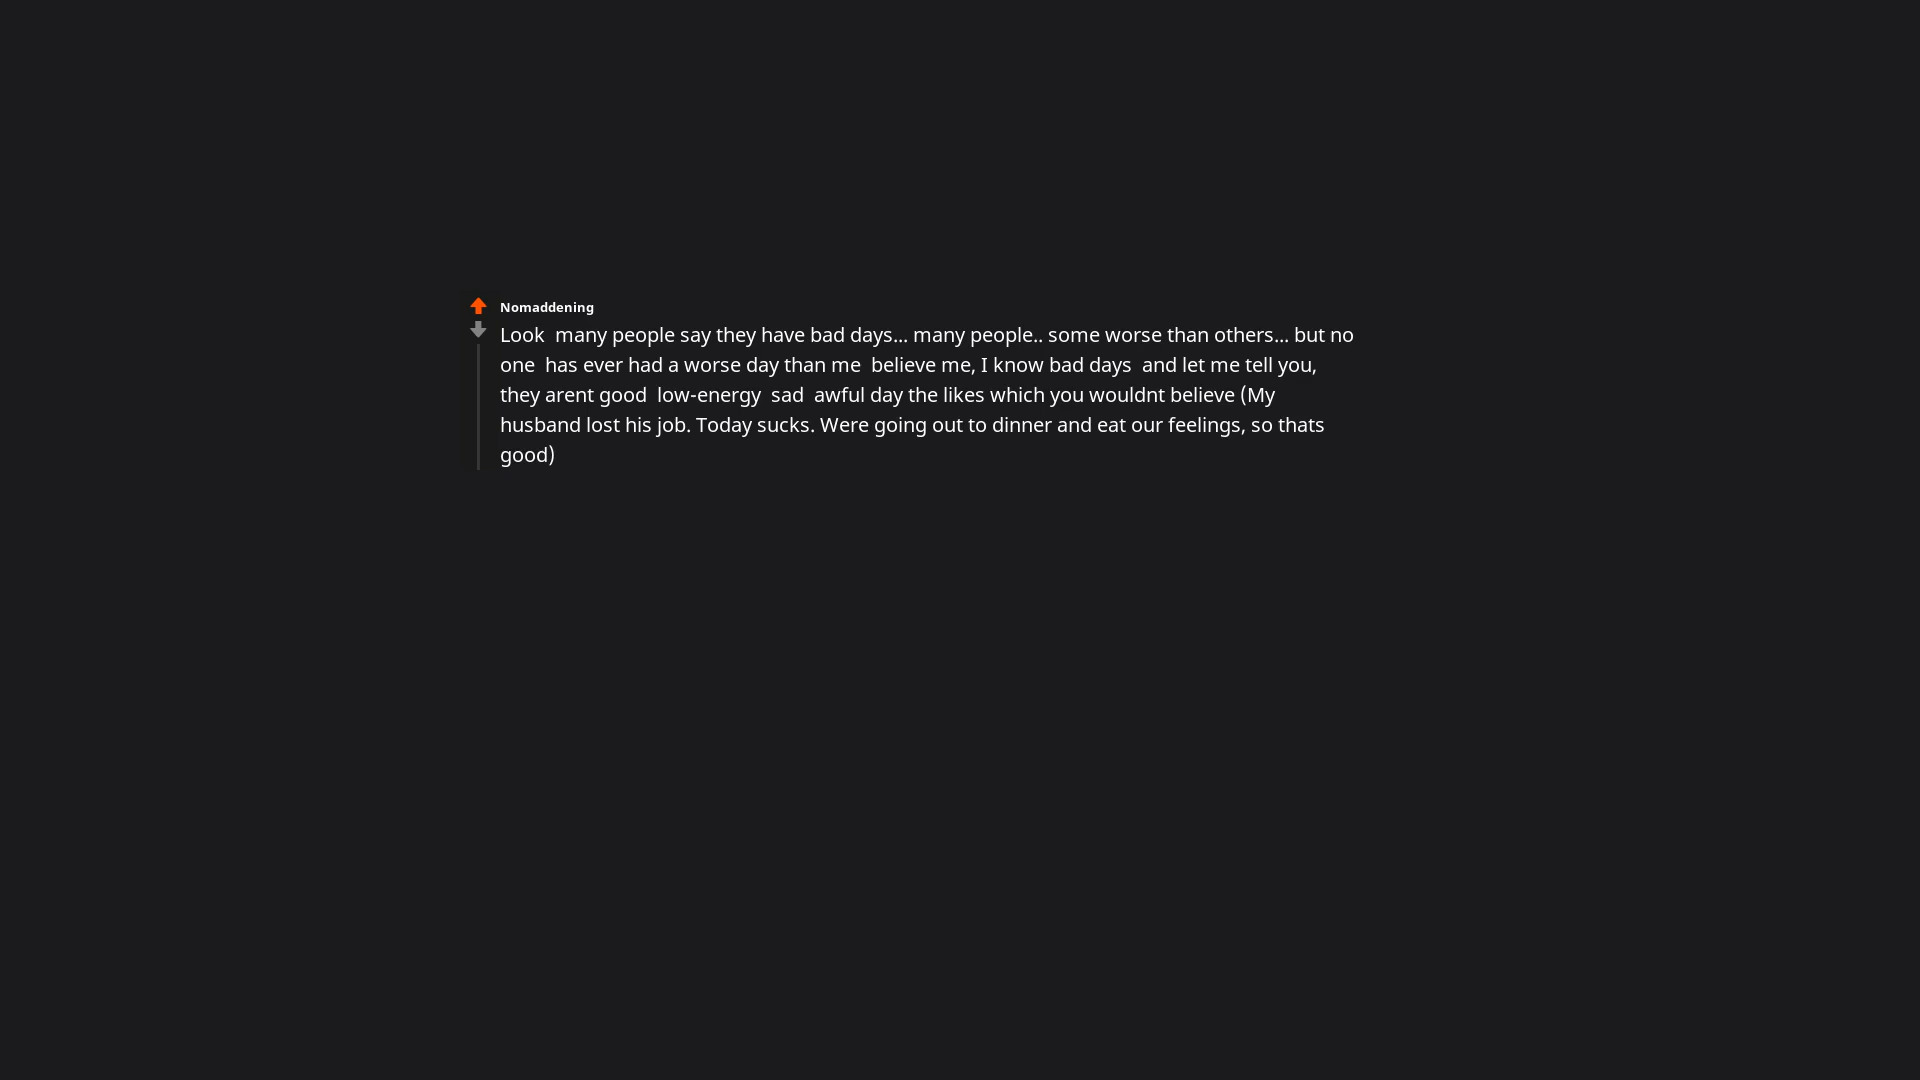 Nomaddening
Look  many people say they have bad days... many people.. some worse than others... but no
one  has ever had a worse day than me  believe me, I know bad days  and let me tell you,
they arent good  low-energy  sad  awful day the likes which you wouldnt believe (My
husband lost his job. Today sucks. Were going out to dinner and eat our feelings, so thats
good)